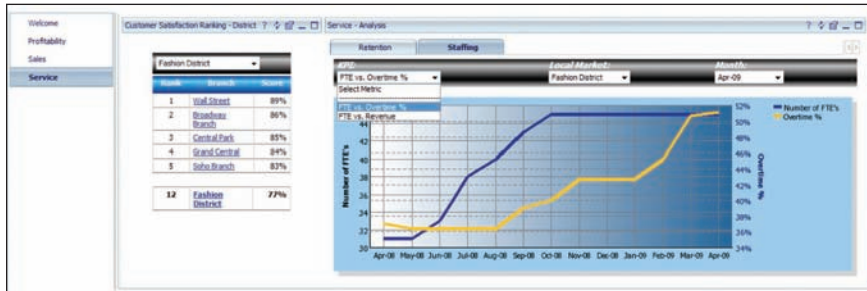 Welcome
Profitability
Sales
Service
Customer Satisfaction Ranking - District
Fashion District
Rank Branch Score
1 Wall Street 89%
2 Broadway Branch 86%
3 Central Park 85%
4 Grand Central 84%
5 Soho Branch 83%
12 Fashion District 77%
Service - Analysis
Retention Staffing
KPI: Local Market: Month:
FTE vs. Overtime % Fashion District Apr-09
Select Metric
FTE vs. Overtime %
FTE vs. Revenue
Number of FTE's
Overtime %
Number of FTE's
44
42
40
38
36
34
32
30
52%
50%
48%
46%
44%
42%
40%
38%
36%
34%
Overtime %
Apr-08 May-08 Jun-08 Jul-08 Aug-08 Sep-08 Oct-08 Nov-08 Dec-08 Jan-09 Feb-09 Mar-09 Apr-09